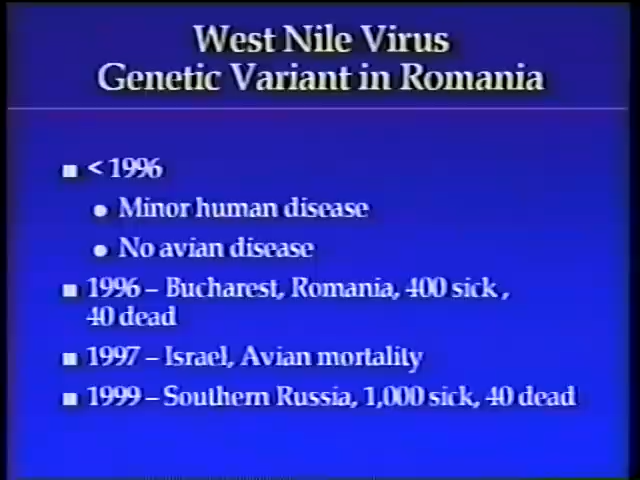 West Nile Virus
Genetic Variant in Romania
< 1996
Minor human disease
No avian disease
1996 – Bucharest, Romania, 400 sick ,
40 dead
1997 – Israel, Avian mortality
1999 – Southern Russia, 1,000 sick, 40 dead